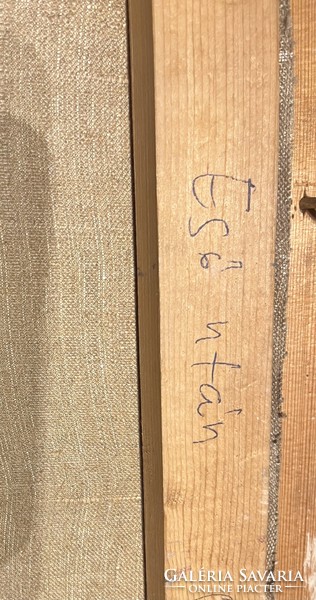 Eső után
GALÉRIA SAVARIA
ONLINE PIACTÉR